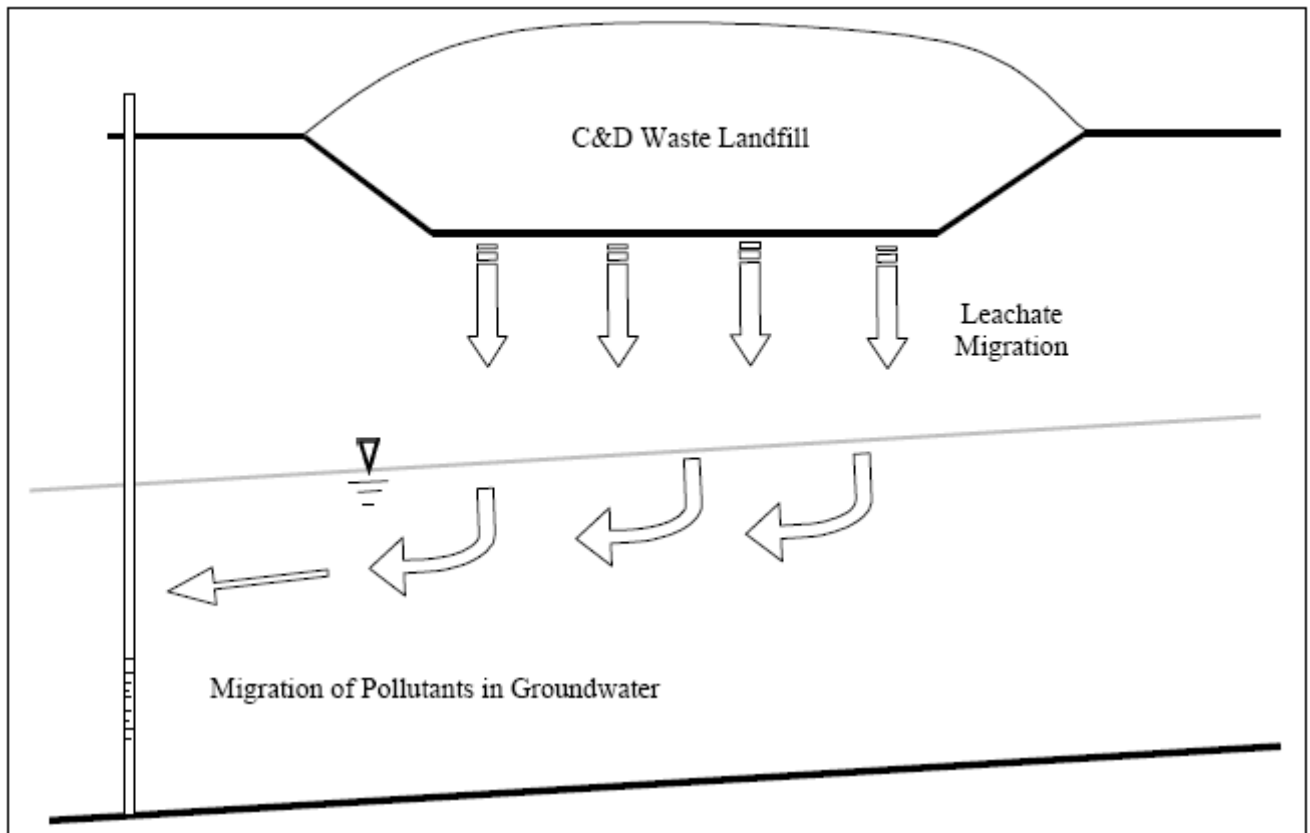 C&D Waste Landfill
Leachate
Migration
Migration of Pollutants in Groundwater